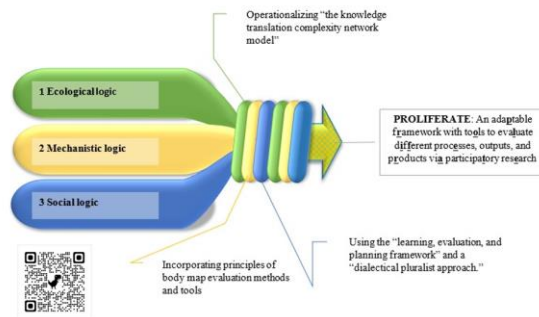 Operationalizing “the knowledge
translation complexity network
model”
1 Ecological logic
2 Mechanistic logic
3 Social logic
PROLIFERATE: An adaptable
framework with tools to evaluate
different processes, outputs, and
products via participatory research
Using the “learning, evaluation, and
planning framework” and a
“dialectical pluralist approach.”
Incorporating principles of
body map evaluation methods
and tools